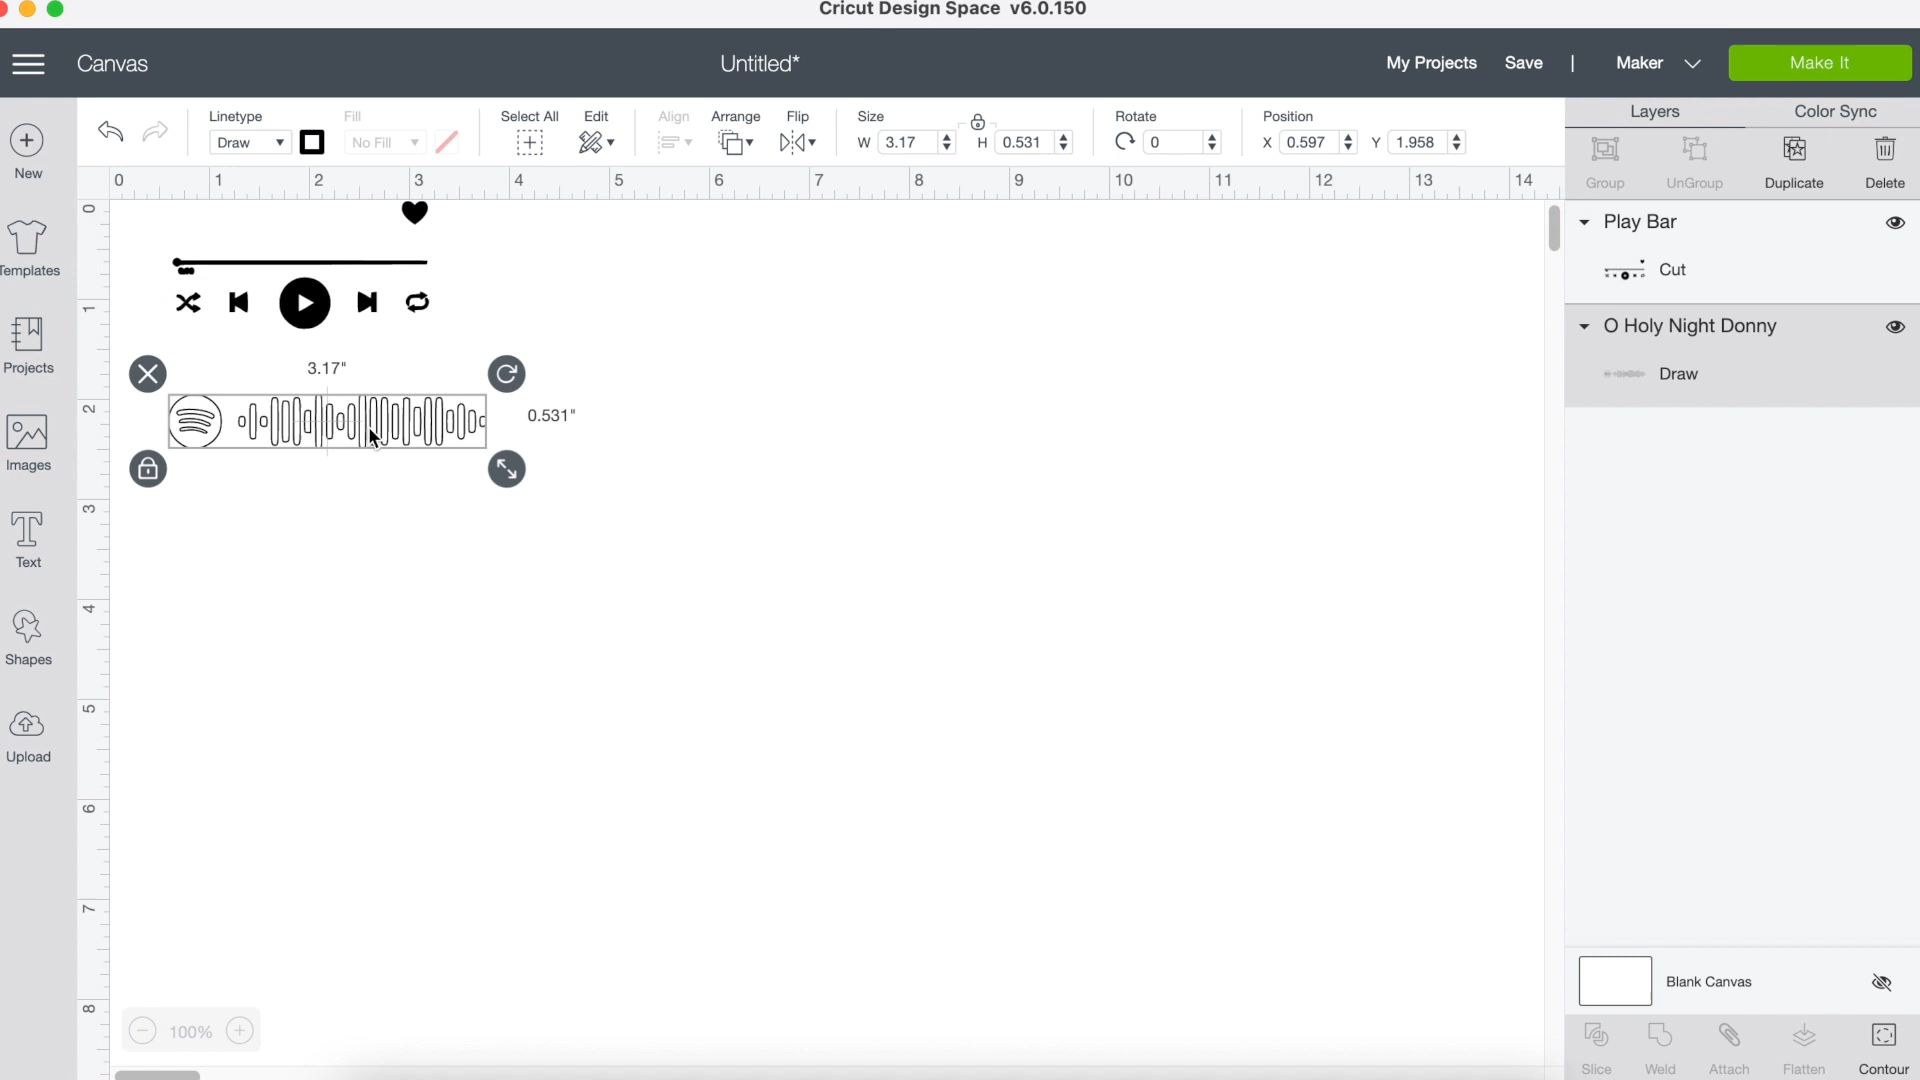 Cricut Design Space v6.0.150
Canvas
Untitled*
My Projects Save | Maker Make It
Linetype Fill Select All Edit Align Arrange Flip Size Rotate Position
Draw No Fill W 3.17 H 0.531 0 X 0.597 Y 1.958
Layers Color Sync
Group UnGroup Duplicate Delete
0 1 2 3 4 5 6 7 8 9 10 11 12 13 14
0
1
2
3
4
5
6
7
8
New
Templates
Projects
Images
Text
Shapes
Upload
3.17"
0.531"
100%
Play Bar
Cut
O Holy Night Donny
Draw
Blank Canvas
Slice Weld Attach Flatten Contour